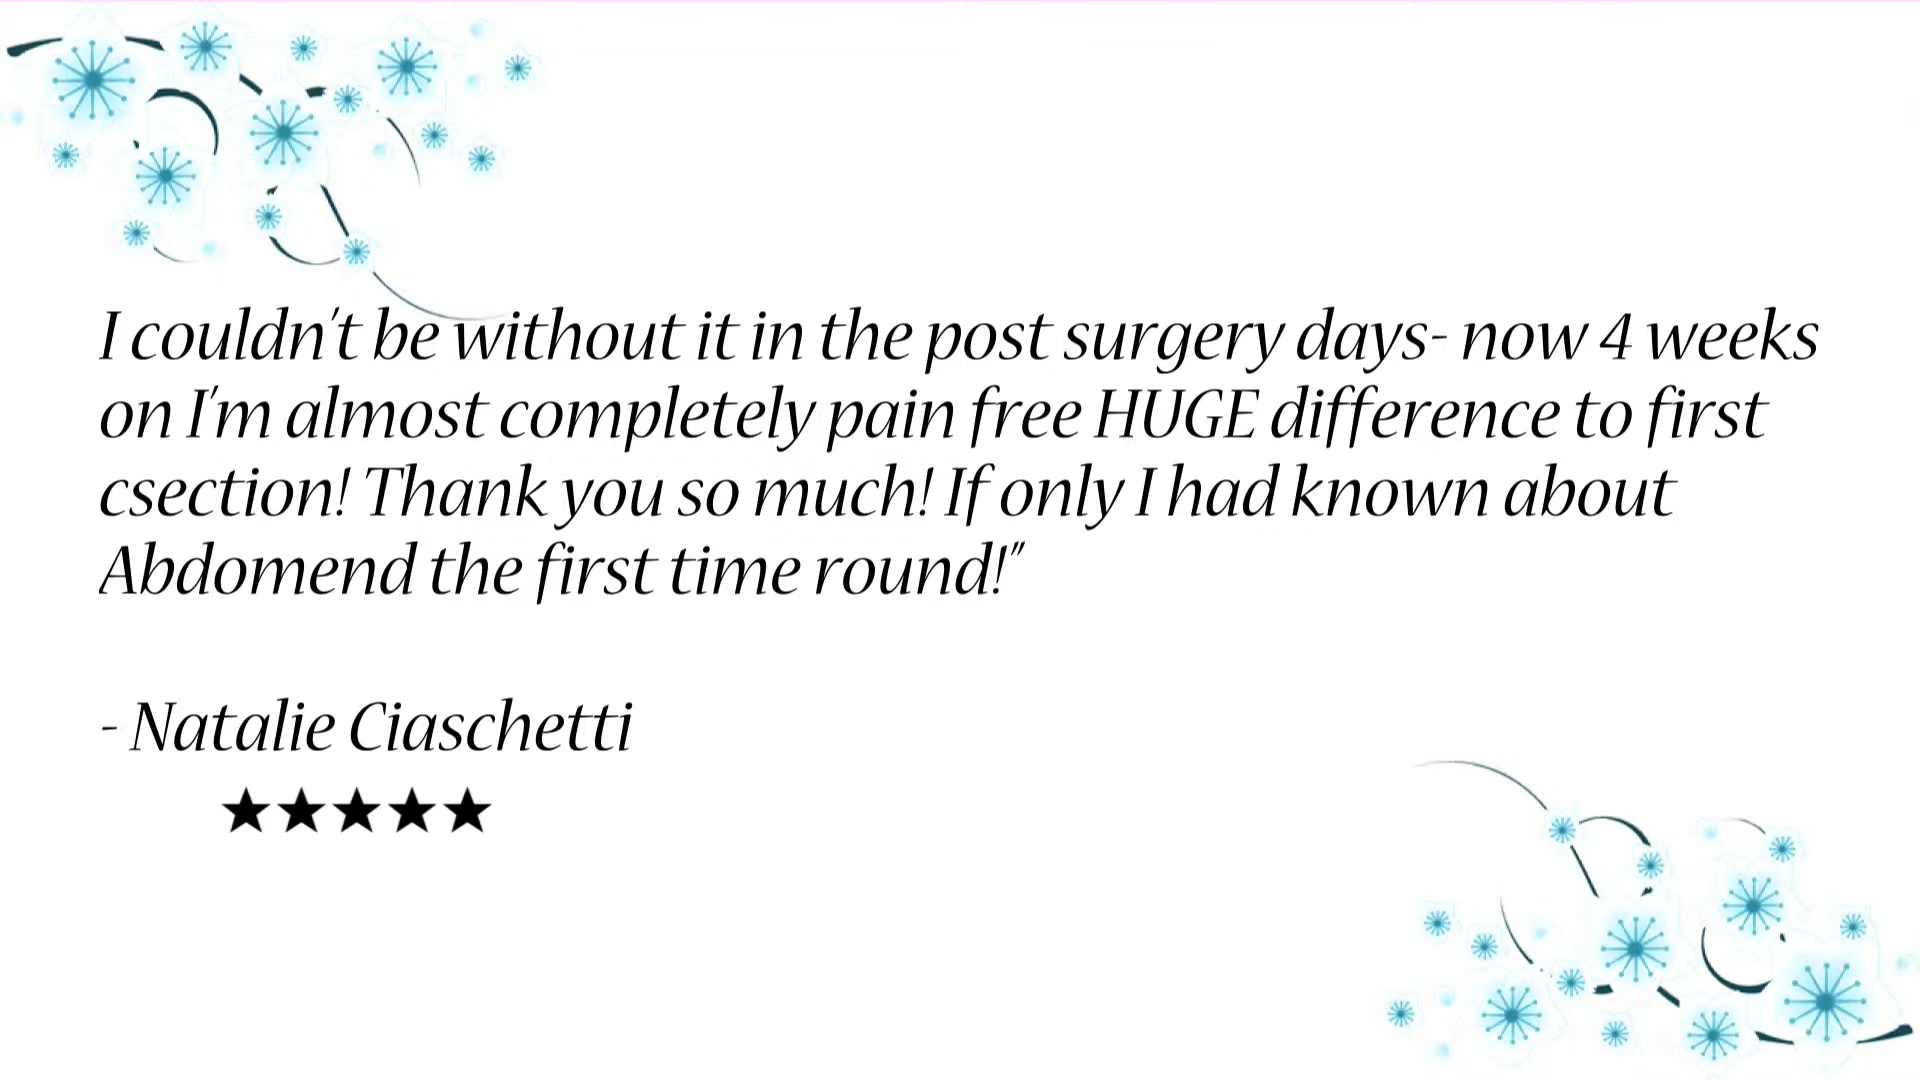 I couldn't be without it in the post surgery days- now 4 weeks
on I'm almost completely pain free HUGE difference to first
csection! Thank you so much! If only I had known about
Abdomend the first time round!"
- Natalie Ciaschetti
★★★★★